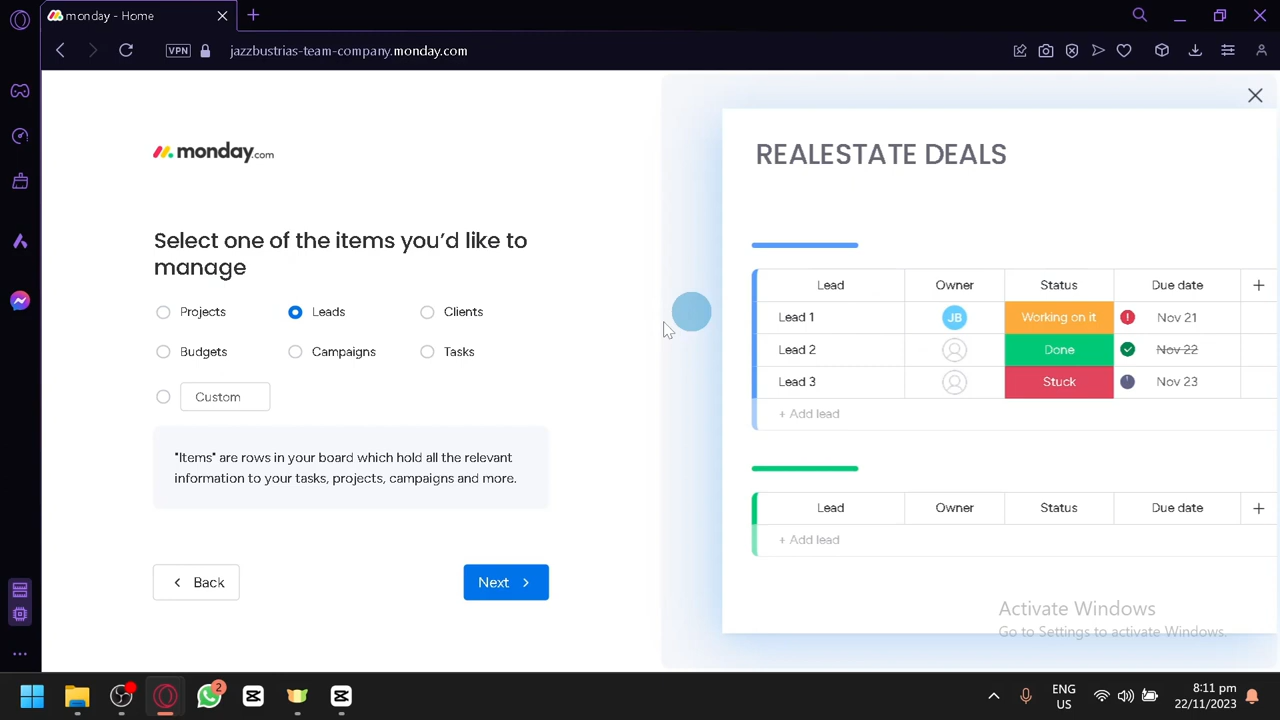 monday - Home
VPN
jazzbustrias-team-company.monday.com
monday.com
Select one of the items you’d like to
manage
Projects
Leads
Clients
Budgets
Campaigns
Tasks
Custom
"Items" are rows in your board which hold all the relevant
information to your tasks, projects, campaigns and more.
Back
Next
REALESTATE DEALS
Lead Owner Status Due date +
Lead 1 JB Working on it ! Nov 21
Lead 2 Done Nov 22
Lead 3 Stuck Nov 23
+ Add lead
Lead Owner Status Due date +
+ Add lead
Activate Windows
Go to Settings to activate Windows.
2
ENG
US
8:11 pm
22/11/2023